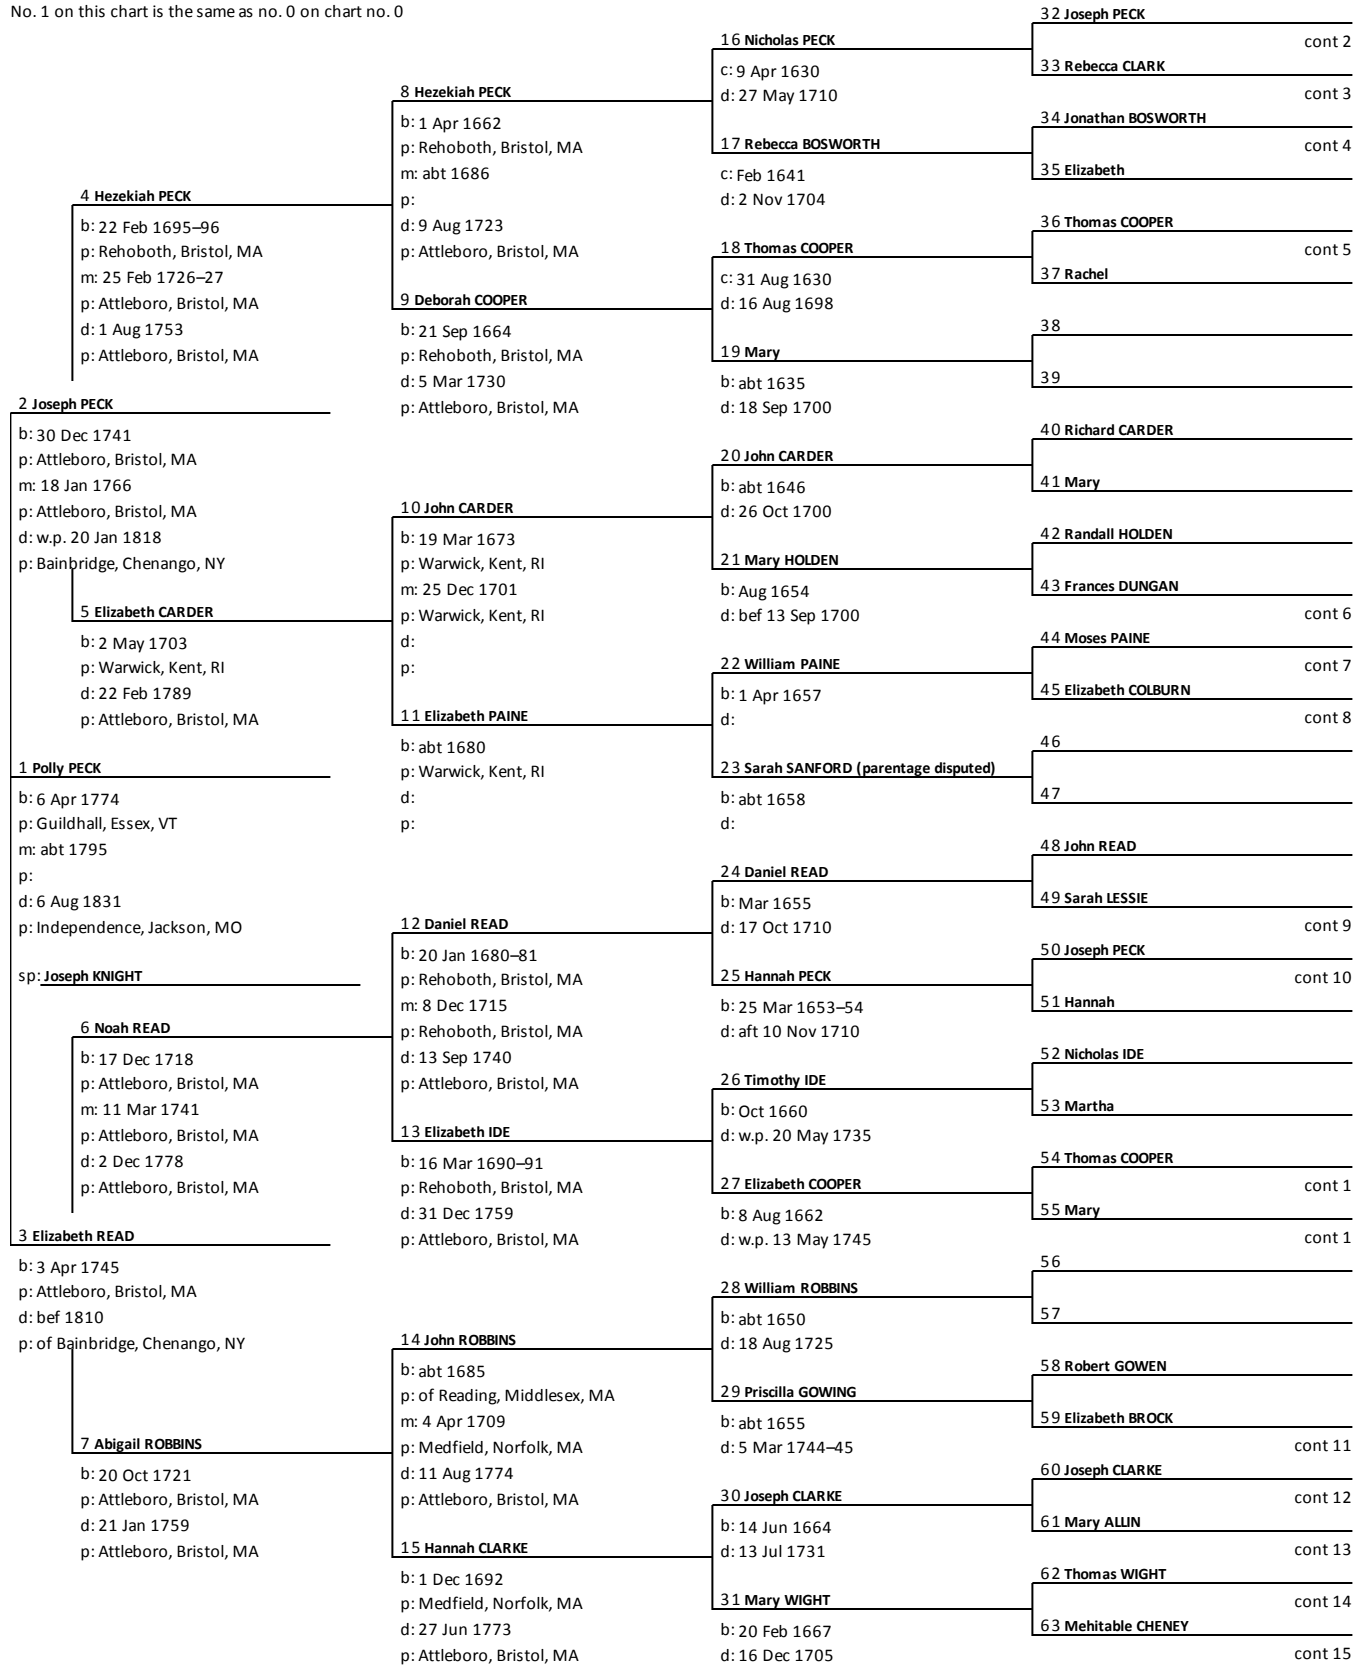 No. 1 on this chart is the same as no. 0 on chart no. 0
2 Joseph PECK
b: 30 Dec 1741
p: Attleboro, Bristol, MA
m: 18 Jan 1766
p: Attleboro, Bristol, MA
d: w.p. 20 Jan 1818
p: Bainbridge, Chenango, NY
1 Polly PECK
b: 6 Apr 1774
p: Guildhall, Essex, VT
m: abt 1795
p:
d: 6 Aug 1831
p: Independence, Jackson, MO
sp: Joseph KNIGHT
3 Elizabeth READ
b: 3 Apr 1745
p: Attleboro, Bristol, MA
d: bef 1810
p: of Bainbridge, Chenango, NY
4 Hezekiah PECK
b: 22 Feb 1695–96
p: Rehoboth, Bristol, MA
m: 25 Feb 1726–27
p: Attleboro, Bristol, MA
d: 1 Aug 1753
p: Attleboro, Bristol, MA
5 Elizabeth CARDER
b: 2 May 1703
p: Warwick, Kent, RI
d: 22 Feb 1789
p: Attleboro, Bristol, MA
6 Noah READ
b: 17 Dec 1718
p: Attleboro, Bristol, MA
m: 11 Mar 1741
p: Attleboro, Bristol, MA
d: 2 Dec 1778
p: Attleboro, Bristol, MA
7 Abigail ROBBINS
b: 20 Oct 1721
p: Attleboro, Bristol, MA
d: 21 Jan 1759
p: Attleboro, Bristol, MA
8 Hezekiah PECK
b: 1 Apr 1662
p: Rehoboth, Bristol, MA
m: abt 1686
p:
d: 9 Aug 1723
p: Attleboro, Bristol, MA
9 Deborah COOPER
b: 21 Sep 1664
p: Rehoboth, Bristol, MA
d: 5 Mar 1730
p: Attleboro, Bristol, MA
10 John CARDER
b: 19 Mar 1673
p: Warwick, Kent, RI
m: 25 Dec 1701
p: Warwick, Kent, RI
d:
p:
11 Elizabeth PAINE
b: abt 1680
p: Warwick, Kent, RI
d:
p:
12 Daniel READ
b: 20 Jan 1680–81
p: Rehoboth, Bristol, MA
m: 8 Dec 1715
p: Rehoboth, Bristol, MA
d: 13 Sep 1740
p: Attleboro, Bristol, MA
13 Elizabeth IDE
b: 16 Mar 1690–91
p: Rehoboth, Bristol, MA
d: 31 Dec 1759
p: Attleboro, Bristol, MA
14 John ROBBINS
b: abt 1685
p: of Reading, Middlesex, MA
m: 4 Apr 1709
p: Medfield, Norfolk, MA
d: 11 Aug 1774
p: Attleboro, Bristol, MA
15 Hannah CLARKE
b: 1 Dec 1692
p: Medfield, Norfolk, MA
d: 27 Jun 1773
p: Attleboro, Bristol, MA
16 Nicholas PECK
c: 9 Apr 1630
d: 27 May 1710
17 Rebecca BOSWORTH
c: Feb 1641
d: 2 Nov 1704
18 Thomas COOPER
c: 31 Aug 1630
d: 16 Aug 1698
19 Mary
b: abt 1635
d: 18 Sep 1700
20 John CARDER
b: abt 1646
d: 26 Oct 1700
21 Mary HOLDEN
b: Aug 1654
d: bef 13 Sep 1700
22 William PAINE
b: 1 Apr 1657
d:
23 Sarah SANFORD (parentage disputed)
b: abt 1658
d:
24 Daniel READ
b: Mar 1655
d: 17 Oct 1710
25 Hannah PECK
b: 25 Mar 1653–54
d: aft 10 Nov 1710
26 Timothy IDE
b: Oct 1660
d: w.p. 20 May 1735
27 Elizabeth COOPER
b: 8 Aug 1662
d: w.p. 13 May 1745
28 William ROBBINS
b: abt 1650
d: 18 Aug 1725
29 Priscilla GOWING
b: abt 1655
d: 5 Mar 1744–45
30 Joseph CLARKE
b: 14 Jun 1664
d: 13 Jul 1731
31 Mary WIGHT
b: 20 Feb 1667
d: 16 Dec 1705
32 Joseph PECK
cont 2
33 Rebecca CLARK
cont 3
34 Jonathan BOSWORTH
cont 4
35 Elizabeth
36 Thomas COOPER
cont 5
37 Rachel
38
39
40 Richard CARDER
41 Mary
42 Randall HOLDEN
43 Frances DUNGAN
cont 6
44 Moses PAINE
cont 7
45 Elizabeth COLBURN
cont 8
46
47
48 John READ
49 Sarah LESSIE
cont 9
50 Joseph PECK
cont 10
51 Hannah
52 Nicholas IDE
53 Martha
54 Thomas COOPER
cont 1
55 Mary
cont 1
56
57
58 Robert GOWEN
59 Elizabeth BROCK
cont 11
60 Joseph CLARKE
cont 12
61 Mary ALLIN
cont 13
62 Thomas WIGHT
cont 14
63 Mehitable CHENEY
cont 15